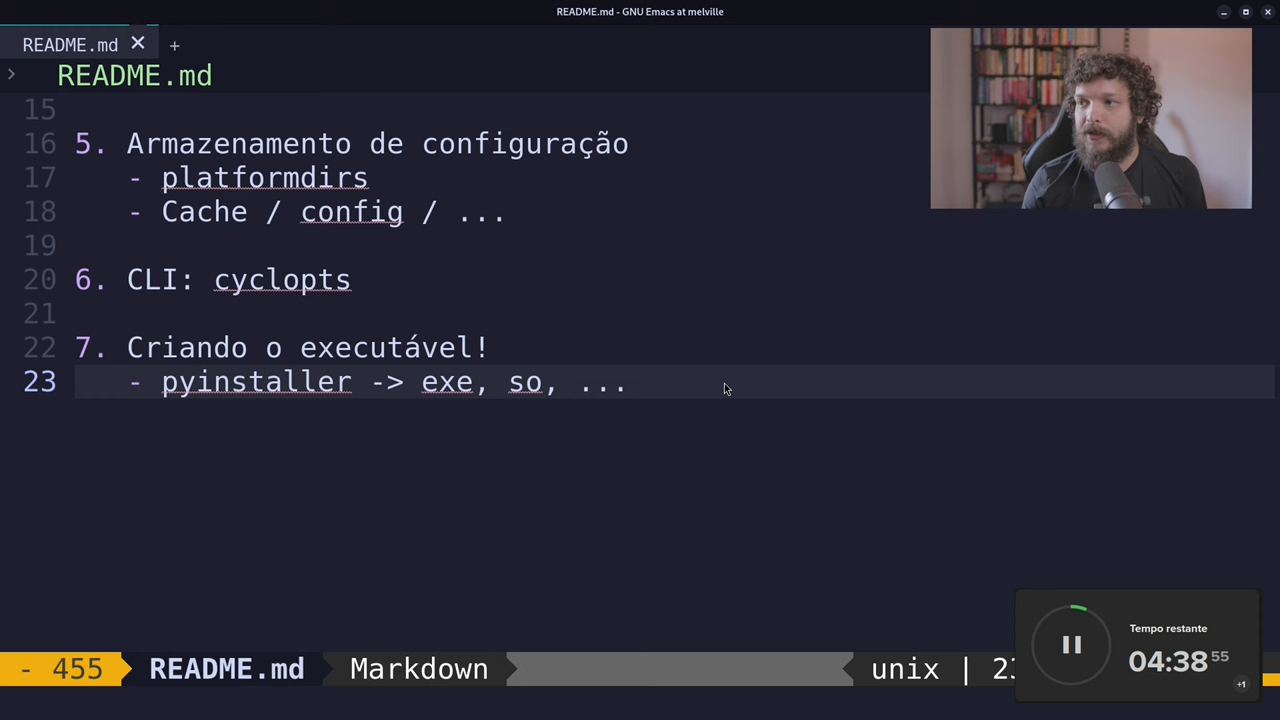 README.md - GNU Emacs at melville
README.md
README.md
15
16 5. Armazenamento de configuração
17 - platformdirs
18 - Cache / config / ...
19
20 6. CLI: cyclopts
21
22 7. Criando o executável!
23 - pyinstaller -> exe, so, ...
Tempo restante
04:38 55
+1
- 455 README.md Markdown unix | 23